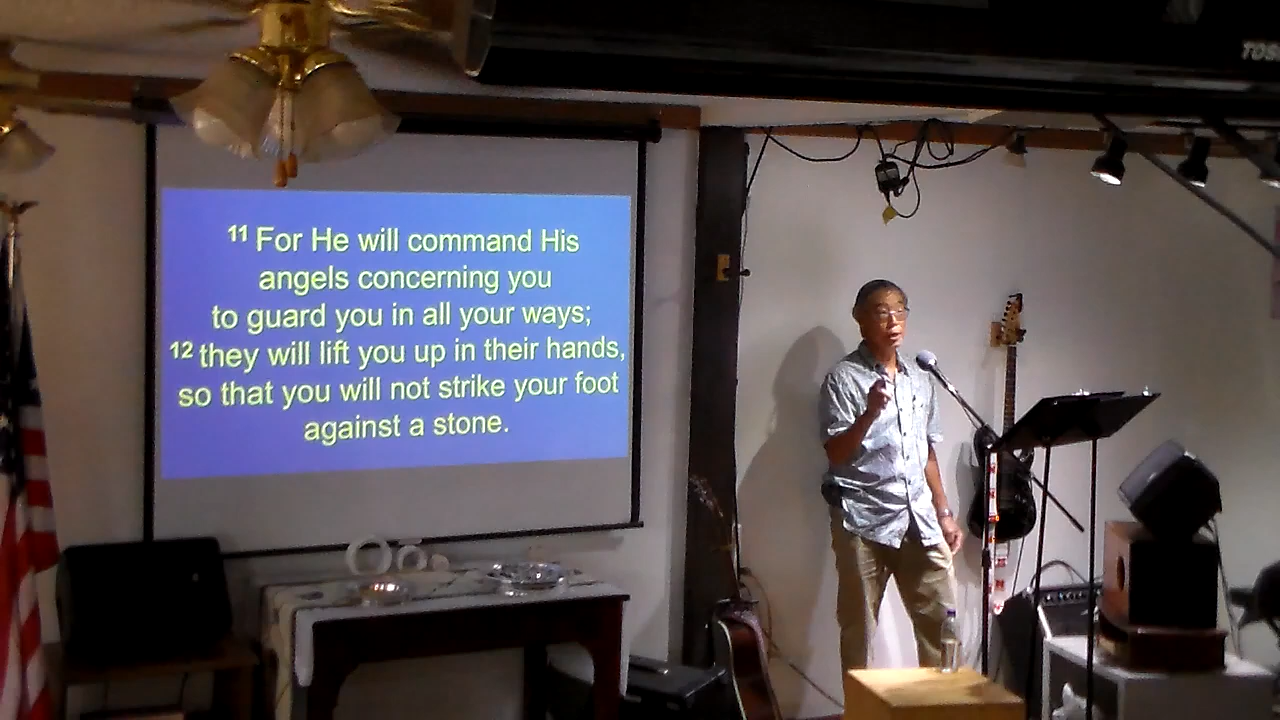 ¹¹ For He will command His
angels concerning you
to guard you in all your ways;
¹² they will lift you up in their hands,
so that you will not strike your foot
against a stone.